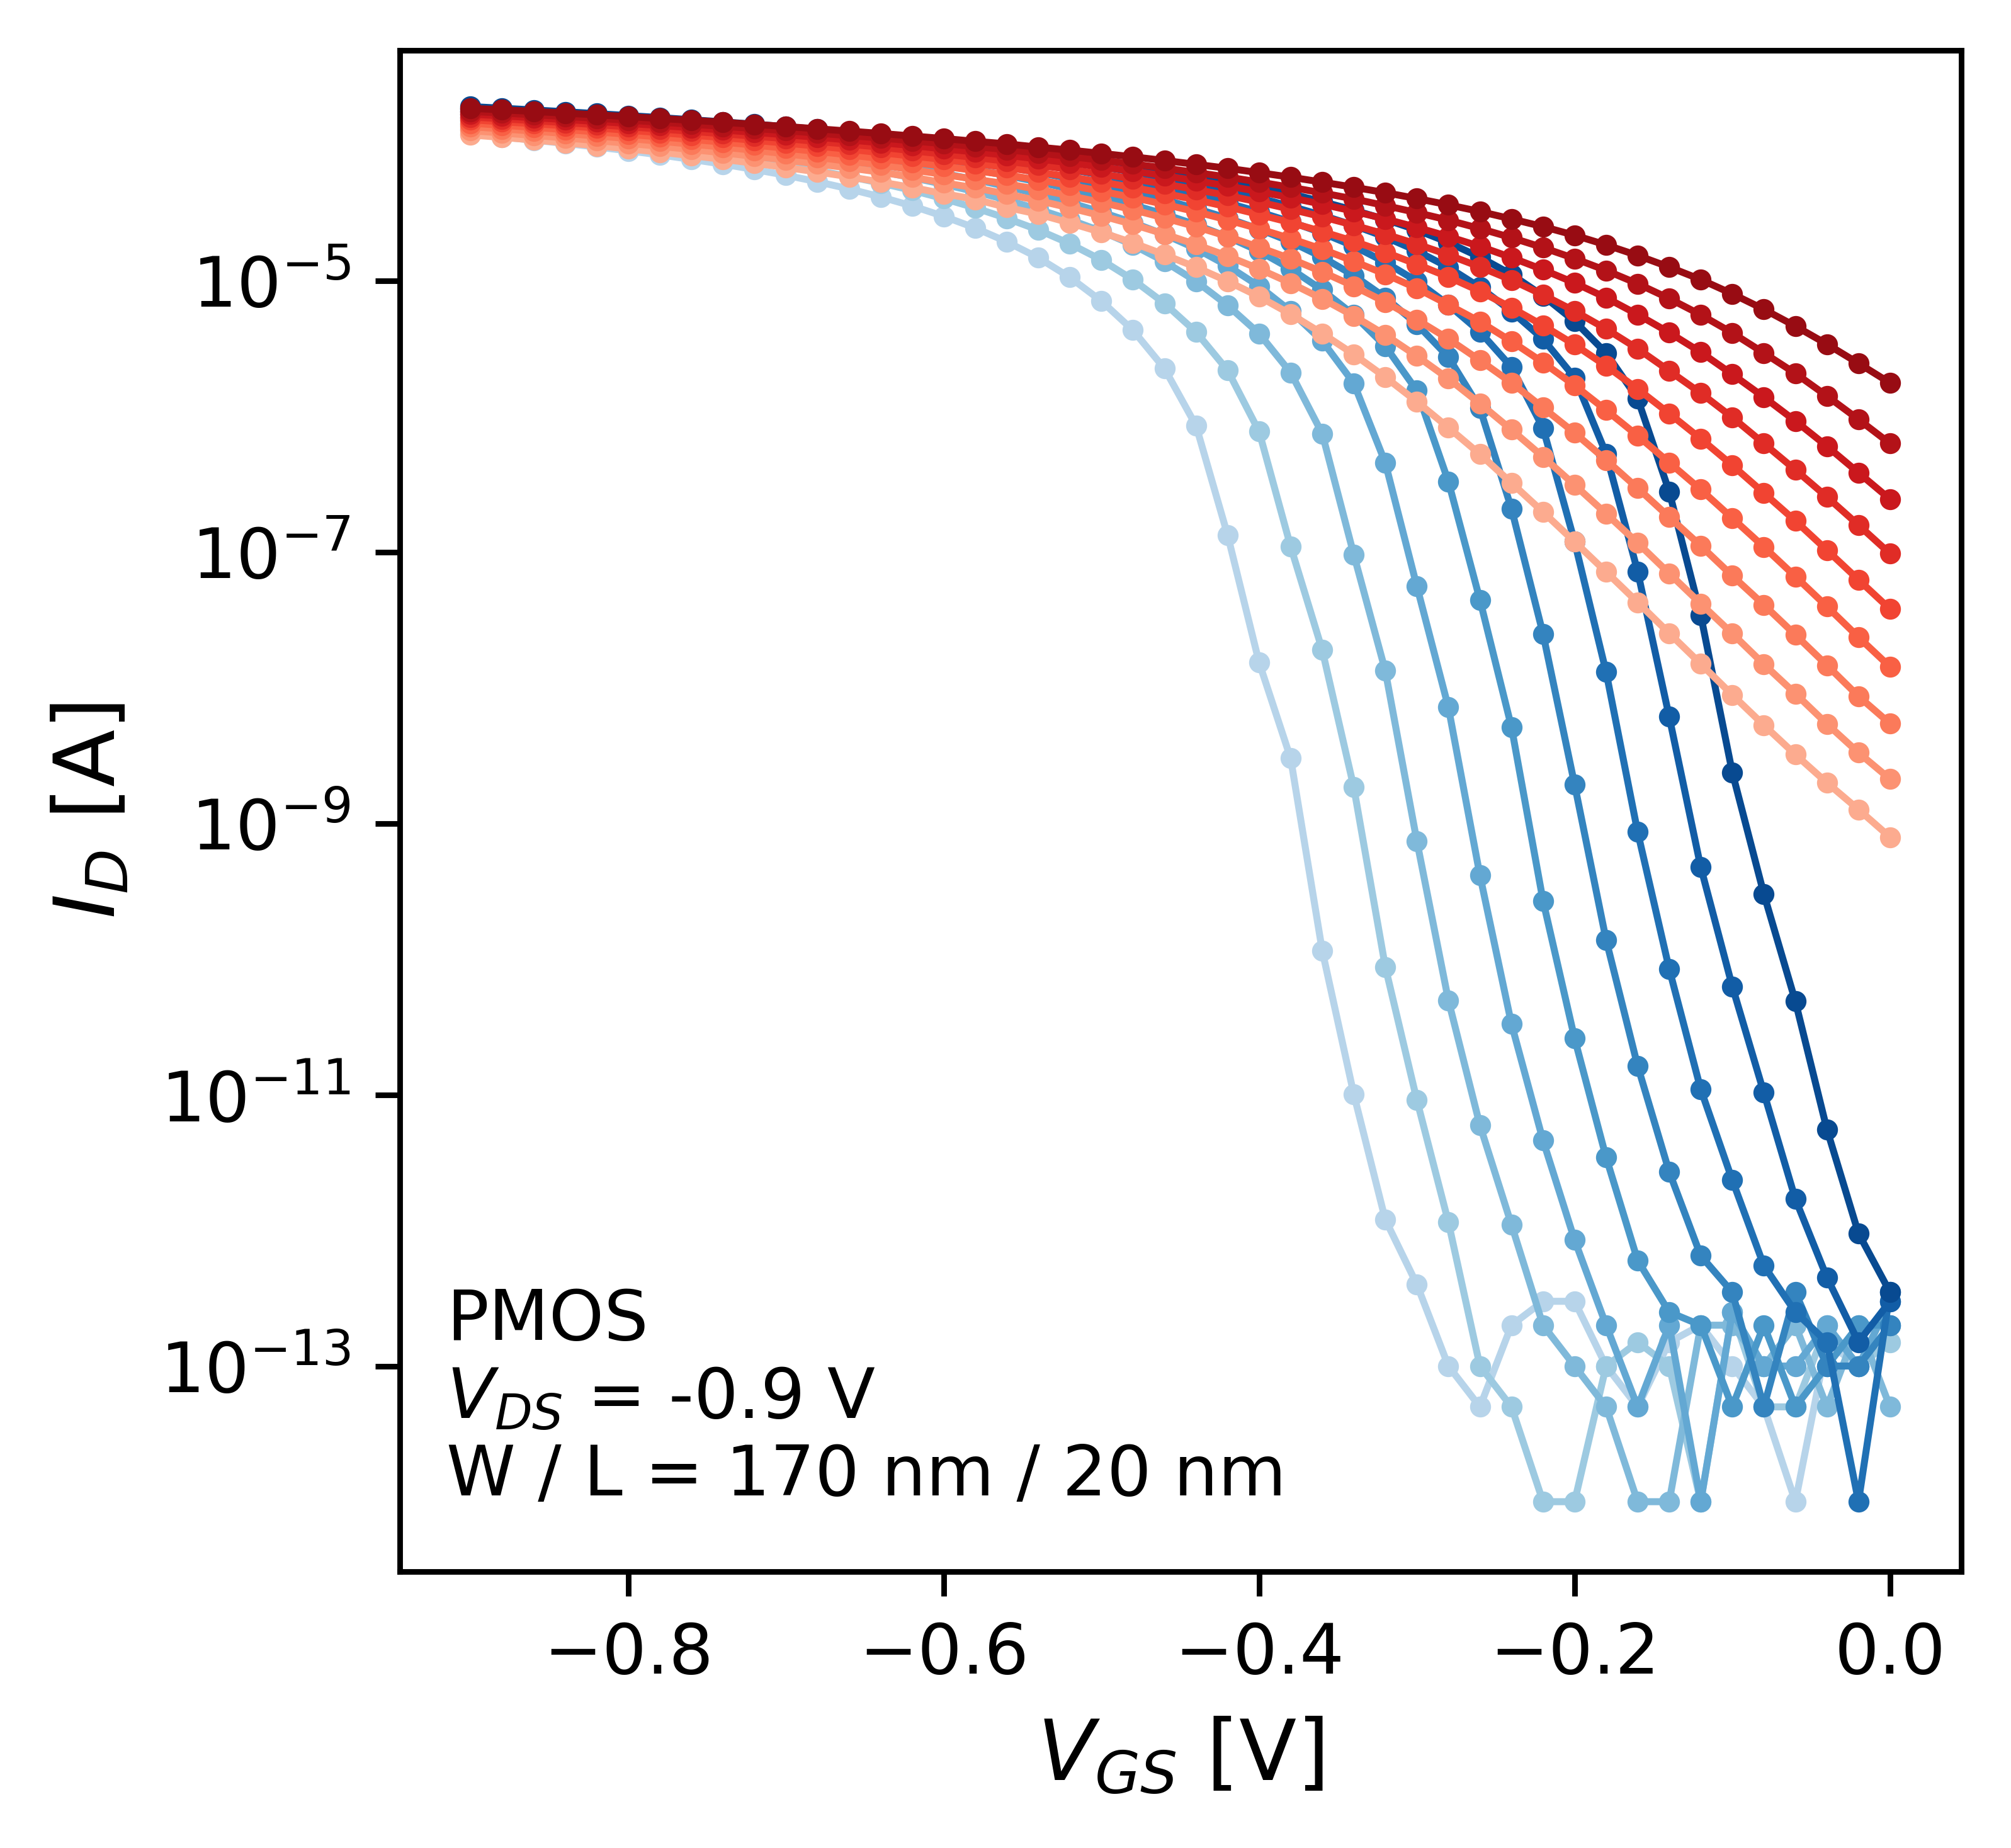 10⁻⁵
10⁻⁷
10⁻⁹
10⁻¹¹
10⁻¹³
I_D [A]
PMOS
V_DS = -0.9 V
W / L = 170 nm / 20 nm
−0.8 −0.6 −0.4 −0.2 0.0
V_GS [V]